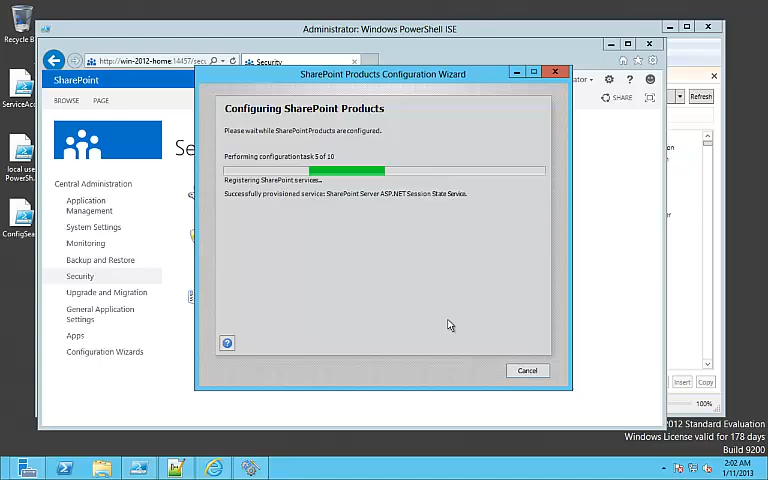 Administrator: Windows PowerShell ISE
Recycle B
http://win-2012-home:14457/secu
Security
SharePoint Products Configuration Wizard
SharePoint
BROWSE PAGE
SHARE
Refresh
Configuring SharePoint Products
Please wait while SharePoint Products are configured.
Performing configuration task 5 of 10
Registering SharePoint services...
Successfully provisioned service: SharePoint Server ASP.NET Session State Service.
ServiceAcc
local use
PowerSh
ConfigSea
Se
Central Administration
Application
Management
System Settings
Monitoring
Backup and Restore
Security
Upgrade and Migration
General Application
Settings
Apps
Configuration Wizards
Cancel
Insert Copy
100%
2012 Standard Evaluation
Windows License valid for 178 days
Build 9200
2:02 AM
1/11/2013